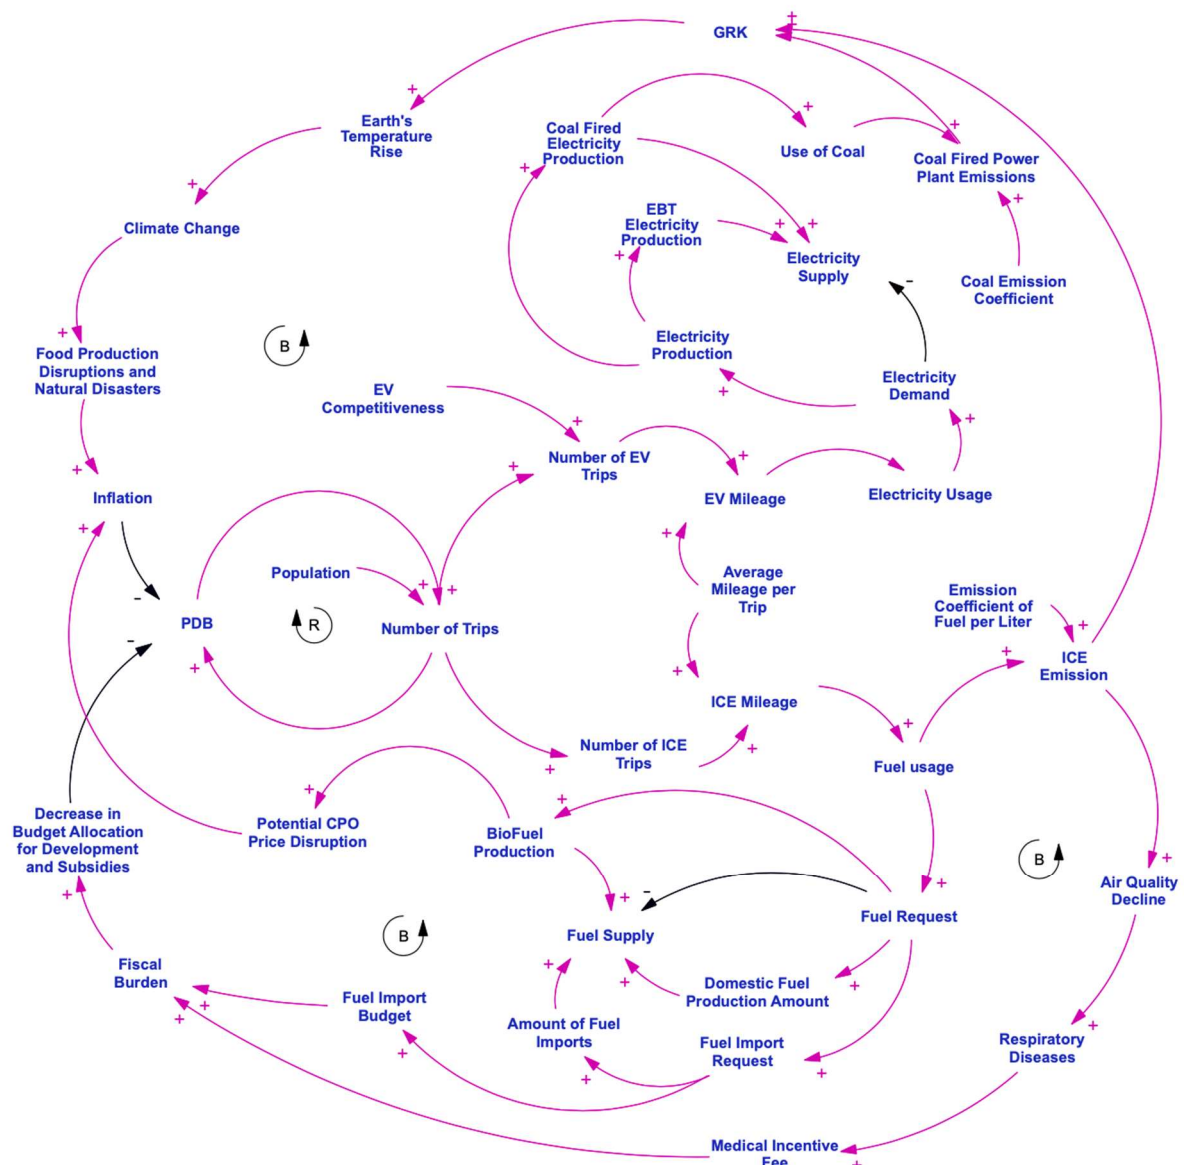 GRK
Earth's
Temperature
Rise
Coal Fired
Electricity
Production
Use of Coal
Coal Fired Power
Plant Emissions
Climate Change
EBT
Electricity
Production
Electricity
Supply
Coal Emission
Coefficient
Food Production
Disruptions and
Natural Disasters
B
Electricity
Production
Electricity
Demand
EV
Competitiveness
Number of EV
Trips
Inflation
EV Mileage
Electricity Usage
Population
Average
Mileage per
Trip
Emission
Coefficient of
Fuel per Liter
PDB
R
Number of Trips
ICE
Emission
ICE Mileage
Number of ICE
Trips
Fuel usage
Decrease in
Budget Allocation
for Development
and Subsidies
Potential CPO
Price Disruption
BioFuel
Production
B
Air Quality
Decline
Fuel Request
B
Fuel Supply
Fiscal
Burden
Fuel Import
Budget
Domestic Fuel
Production Amount
Amount of Fuel
Imports
Fuel Import
Request
Respiratory
Diseases
Medical Incentive
Fee